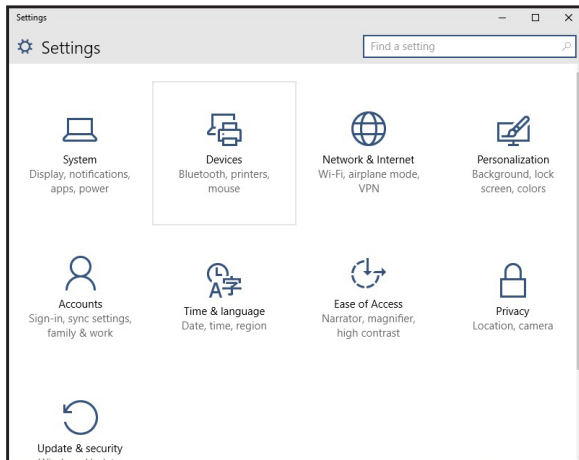 Settings
Settings
Find a setting
System
Display, notifications,
apps, power
Devices
Bluetooth, printers,
mouse
Network & Internet
Wi-Fi, airplane mode,
VPN
Personalization
Background, lock
screen, colors
Accounts
Sign-in, sync settings,
family & work
A字
Time & language
Date, time, region
Ease of Access
Narrator, magnifier,
high contrast
Privacy
Location, camera
Update & security